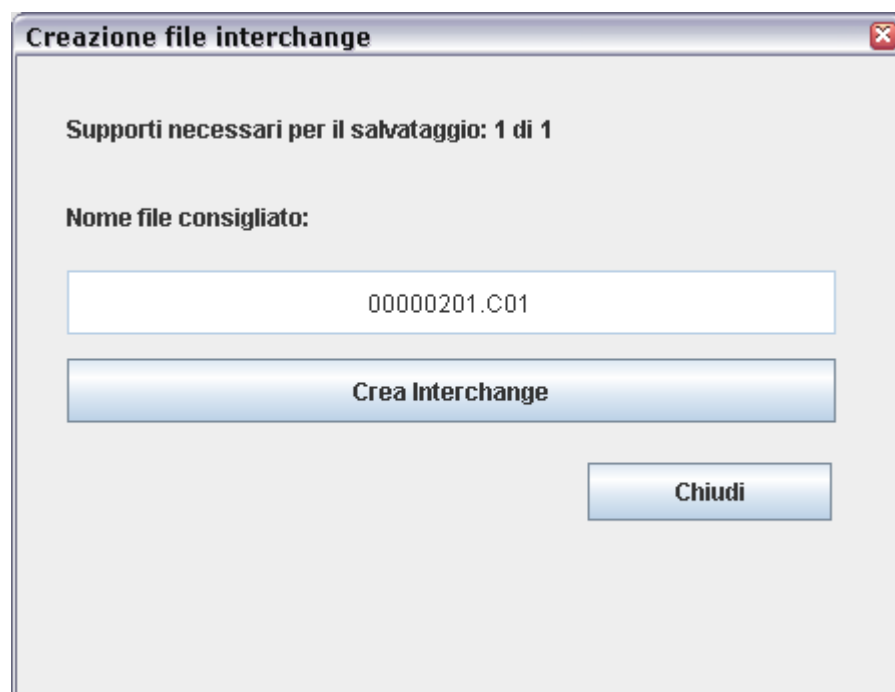 Creazione file interchange
Supporti necessari per il salvataggio: 1 di 1
Nome file consigliato:
00000201.C01
Crea Interchange
Chiudi